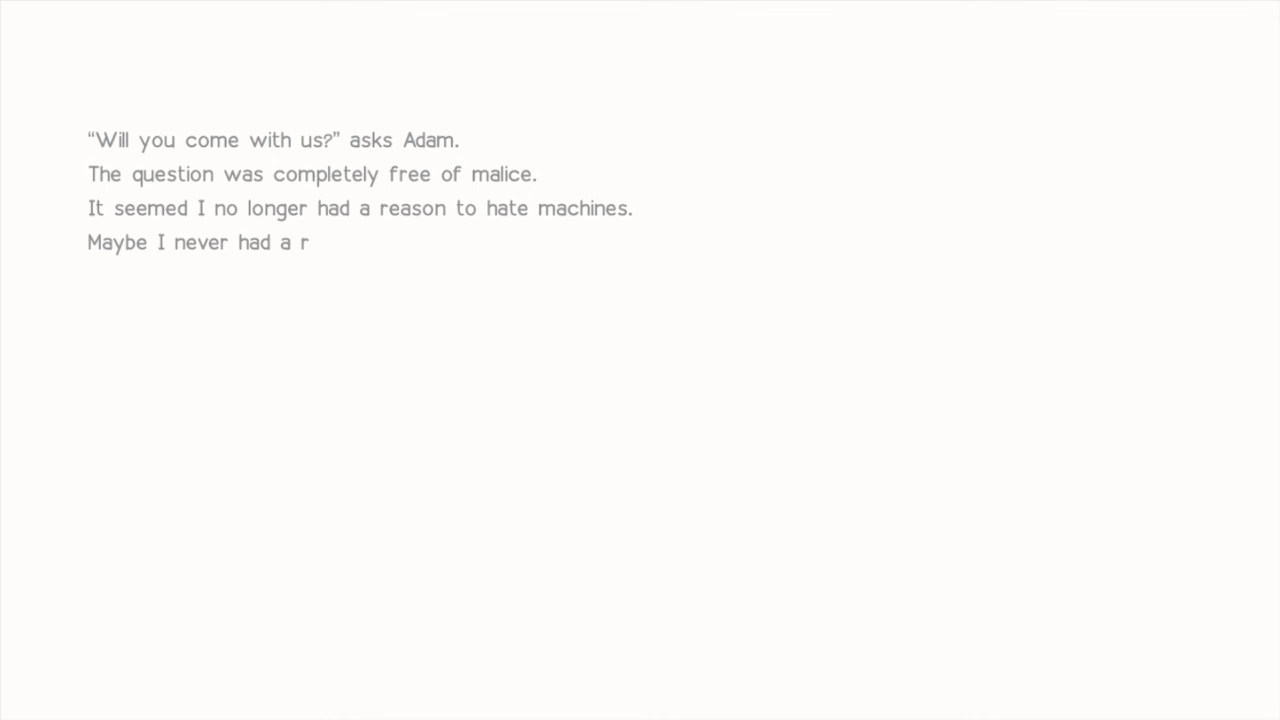 “Will you come with us?” asks Adam.
The question was completely free of malice.
It seemed I no longer had a reason to hate machines.
Maybe I never had a r